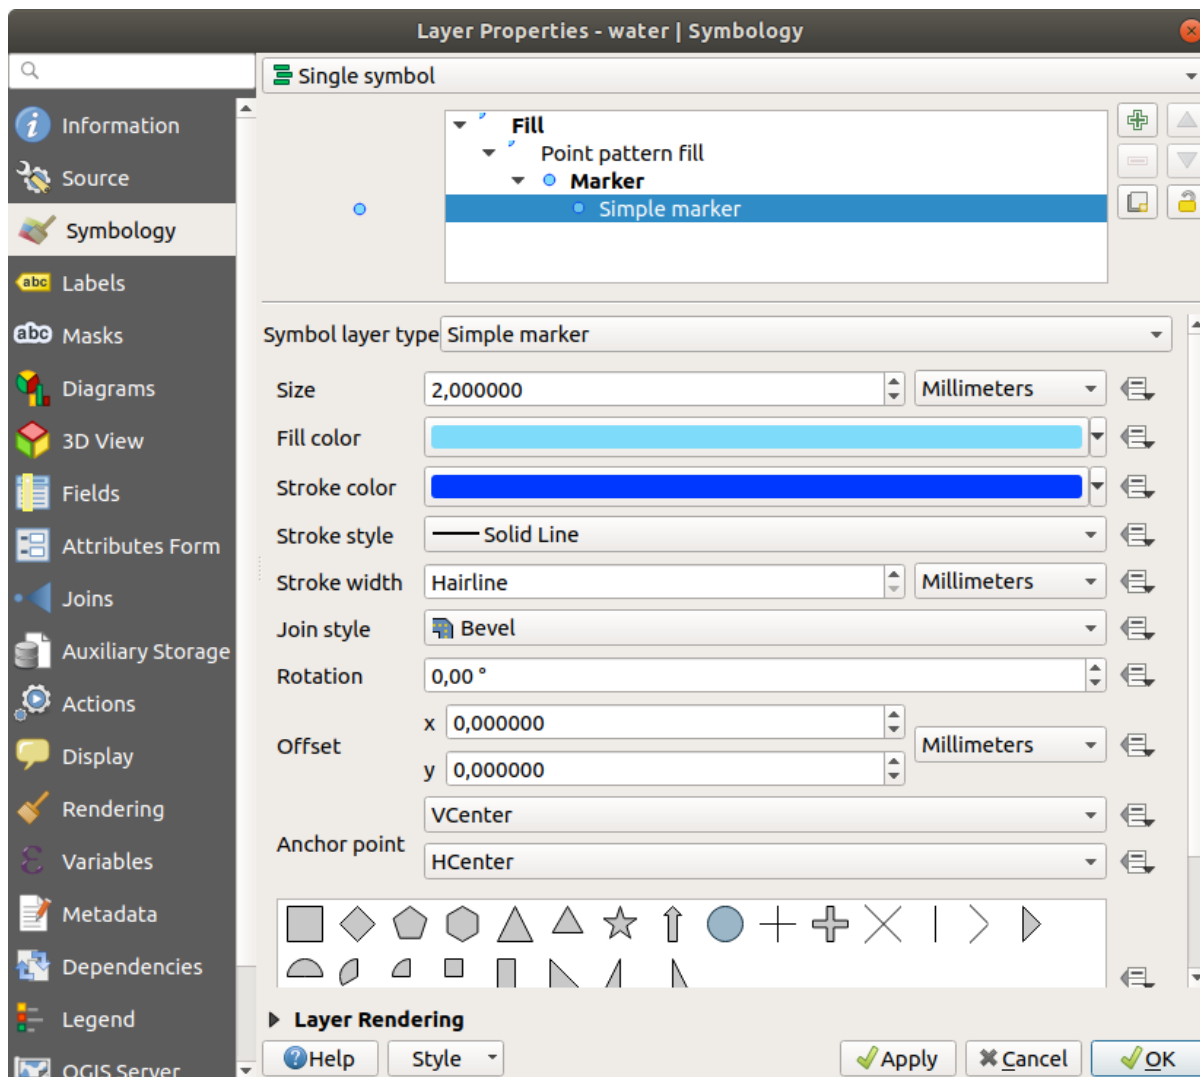 Layer Properties - water | Symbology
Single symbol
Information
Source
Symbology
Labels
Masks
Diagrams
3D View
Fields
Attributes Form
Joins
Auxiliary Storage
Actions
Display
Rendering
Variables
Metadata
Dependencies
Legend
QGIS Server
abc
abc
Fill
Point pattern fill
Marker
Simple marker
Symbol layer type Simple marker
Size 2,000000 Millimeters
Fill color
Stroke color
Stroke style Solid Line
Stroke width Hairline Millimeters
Join style Bevel
Rotation 0,00 °
Offset x 0,000000 Millimeters
y 0,000000
Anchor point VCenter
HCenter
Layer Rendering
Help Style Apply Cancel OK